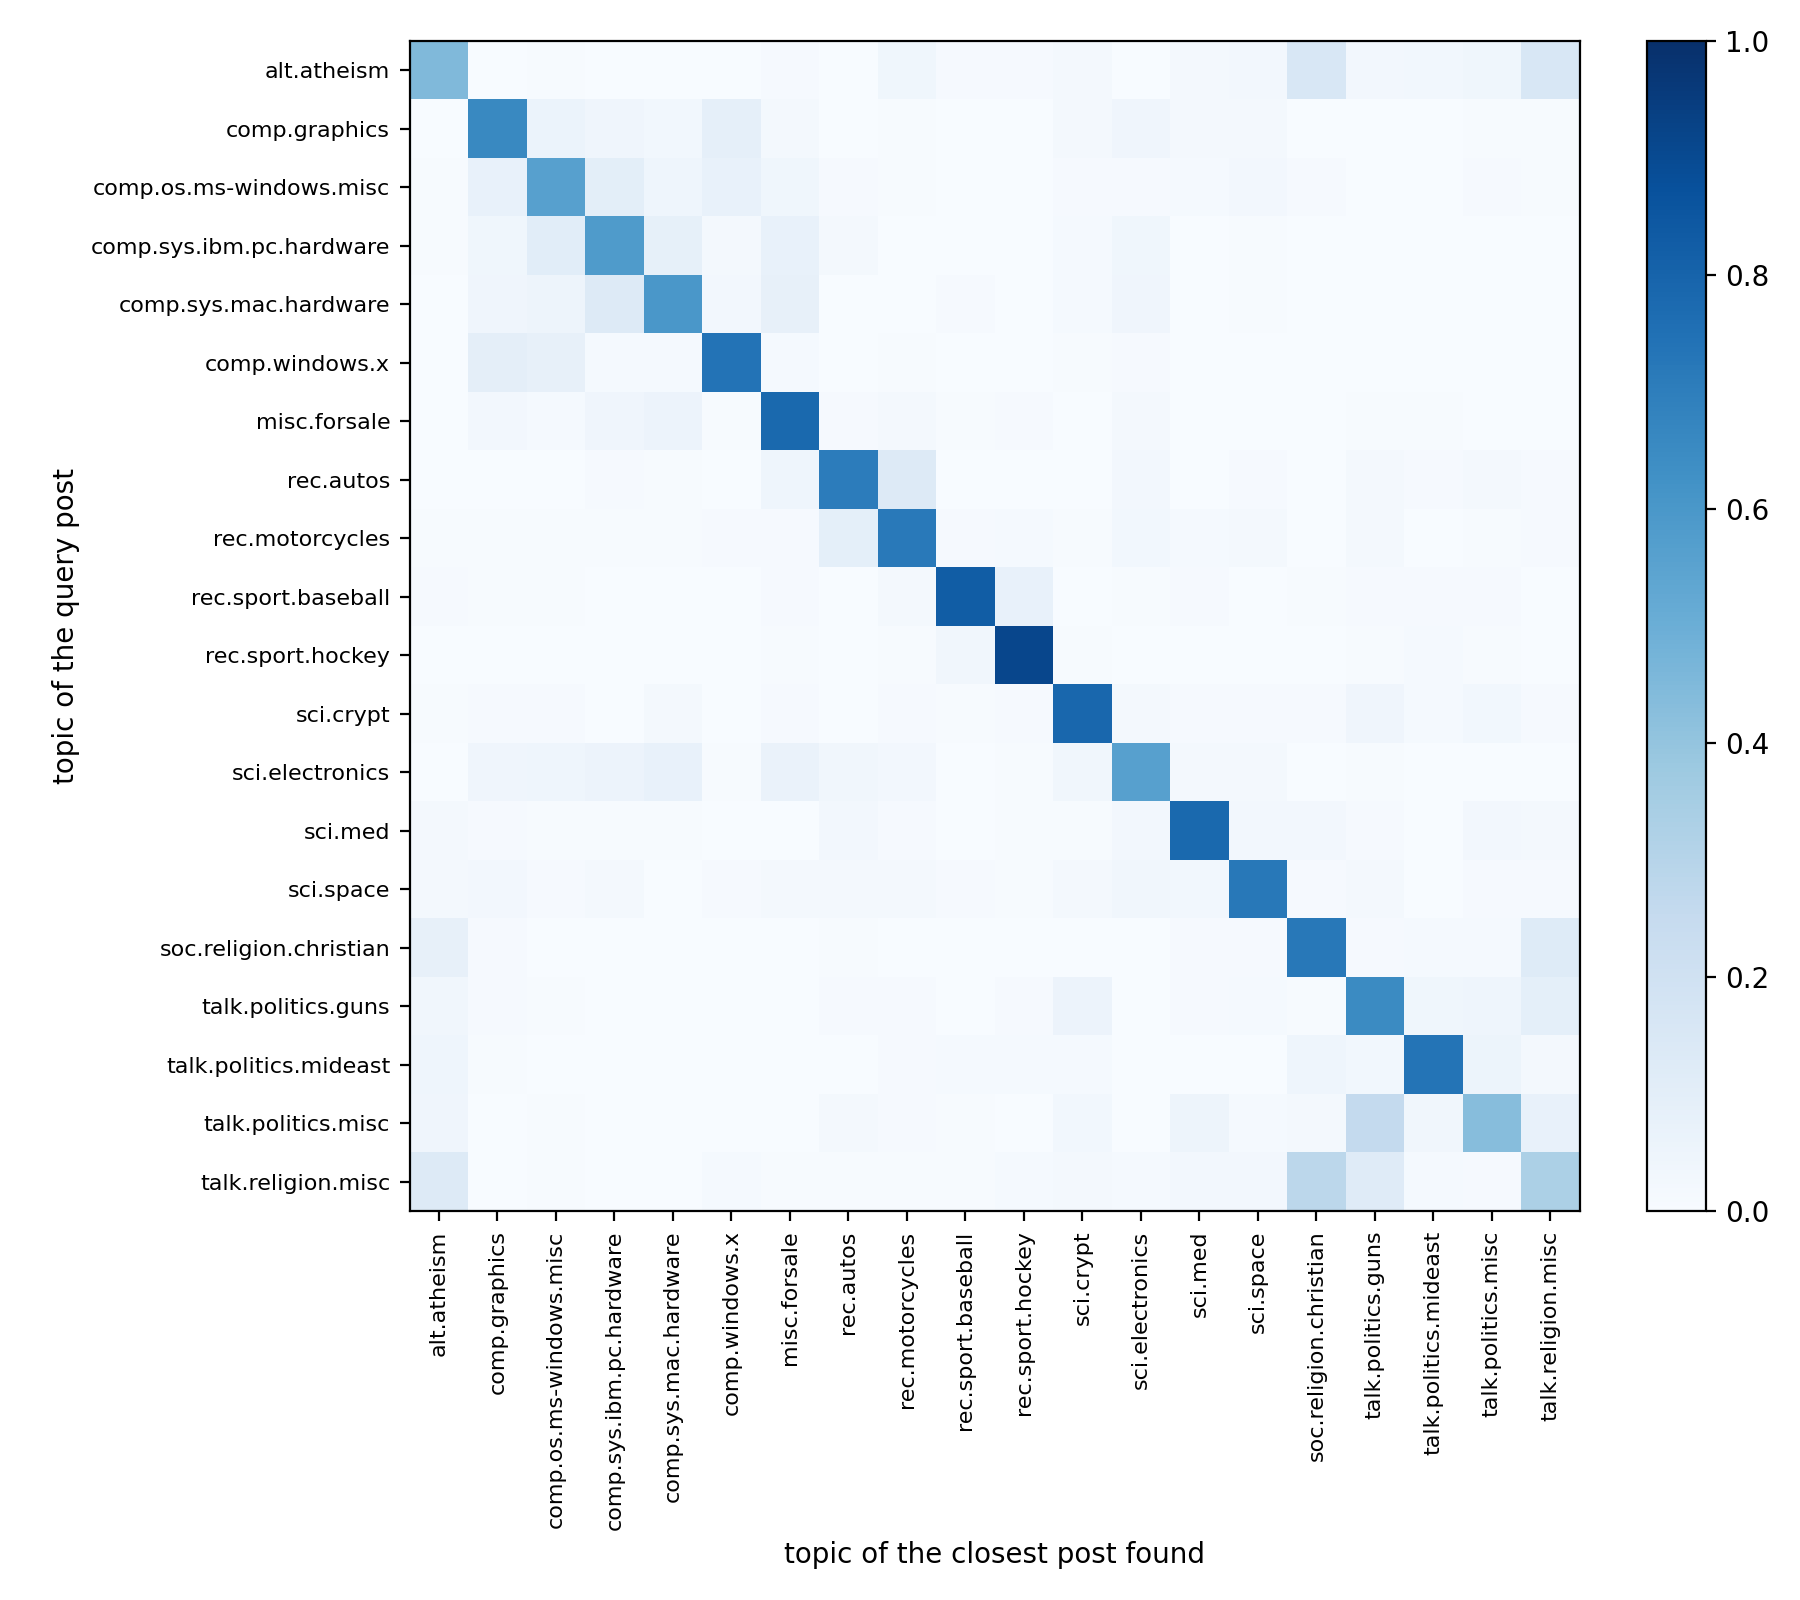 alt.atheism
comp.graphics
comp.os.ms-windows.misc
comp.sys.ibm.pc.hardware
comp.sys.mac.hardware
comp.windows.x
misc.forsale
rec.autos
rec.motorcycles
rec.sport.baseball
rec.sport.hockey
sci.crypt
sci.electronics
sci.med
sci.space
soc.religion.christian
talk.politics.guns
talk.politics.mideast
talk.politics.misc
talk.religion.misc
topic of the query post
alt.atheism
comp.graphics
comp.os.ms-windows.misc
comp.sys.ibm.pc.hardware
comp.sys.mac.hardware
comp.windows.x
misc.forsale
rec.autos
rec.motorcycles
rec.sport.baseball
rec.sport.hockey
sci.crypt
sci.electronics
sci.med
sci.space
soc.religion.christian
talk.politics.guns
talk.politics.mideast
talk.politics.misc
talk.religion.misc
topic of the closest post found
1.0
0.8
0.6
0.4
0.2
0.0